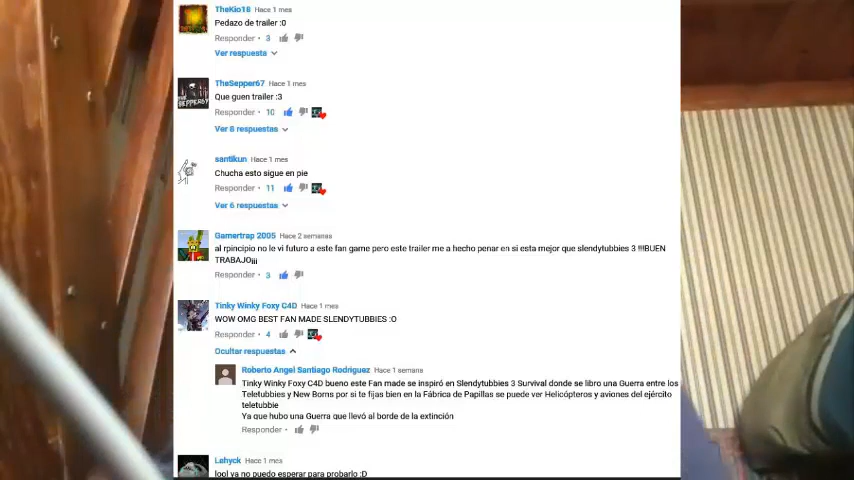 TheKio18 Hace 1 mes
Pedazo de trailer :0
Responder • 3
Ver respuesta
TheSepper67 Hace 1 mes
Que guen trailer :3
Responder • 10
Ver 8 respuestas
santikun Hace 1 mes
Chucha esto sigue en pie
Responder • 11
Ver 6 respuestas
Gamertrap 2005 Hace 2 semanas
al rpincipio no le vi futuro a este fan game pero este trailer me a hecho penar en si esta mejor que slendytubbies 3 !!!BUEN
TRABAJO¡¡¡
Responder • 3
Tinky Winky Foxy C4D Hace 1 mes
WOW OMG BEST FAN MADE SLENDYTUBBIES :O
Responder • 4
Ocultar respuestas
Roberto Angel Santiago Rodriguez Hace 1 semana
Tinky Winky Foxy C4D bueno este Fan made se inspiró en Slendytubbies 3 Survival donde se libro una Guerra entre los
Teletubbies y New Borns por si te fijas bien en la Fábrica de Papillas se puede ver Helicópteros y aviones del ejército
teletubbie
Ya que hubo una Guerra que llevó al borde de la extinción
Responder •
Lahyck Hace 1 mes
lool ya no puedo esperar para probarlo :D